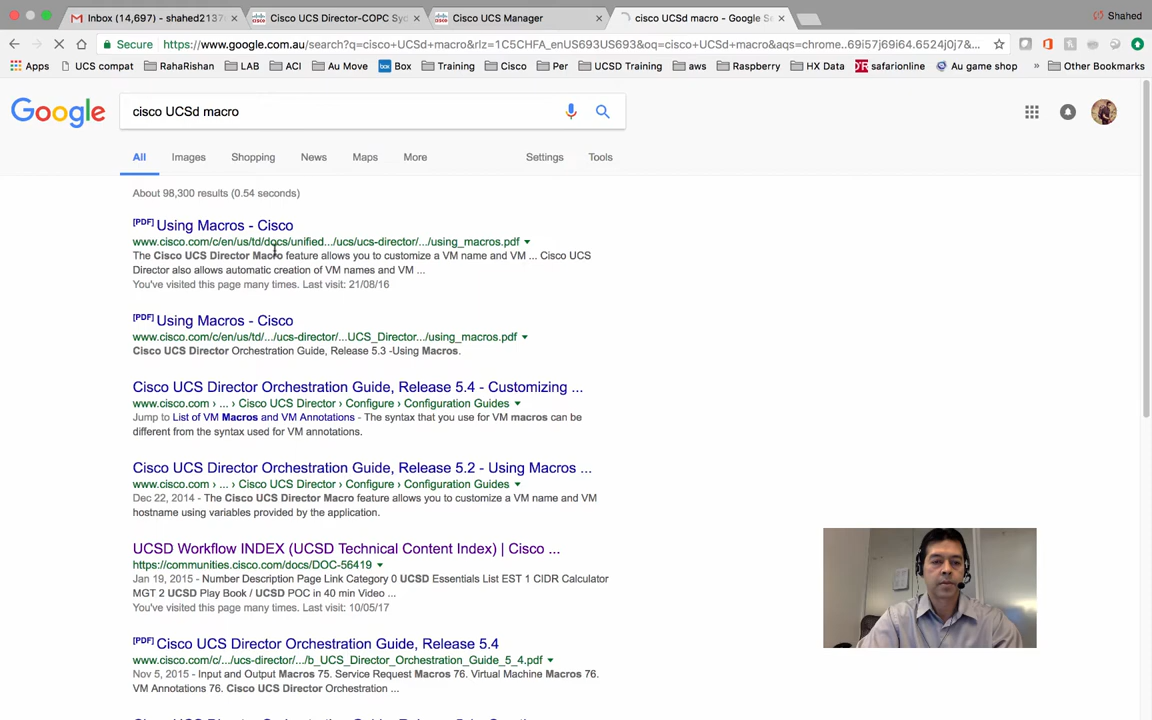 Inbox (14,697) - shahed2137
Cisco UCS Director-COPC Sy
Cisco UCS Manager
cisco UCSd macro - Google S
Shahed
Secure
https://www.google.com.au/search?q=cisco+UCSd+macro&rlz=1C5CHFA_enUS693US693&oq=cisco+UCSd+macro&aqs=chrome..69i57j69i64.6524j0j7&...
Apps
UCS compat
RahaRishan
LAB
ACI
Au Move
Box
Training
Cisco
Per
UCSD Training
aws
Raspberry
HX Data
safarionline
Au game shop
»
Other Bookmarks
Google
cisco UCSd macro
All
Images
Shopping
News
Maps
More
Settings
Tools
About 98,300 results (0.54 seconds)
[PDF] Using Macros - Cisco
www.cisco.com/c/en/us/td/docs/unified.../ucs/ucs-director/.../using_macros.pdf
The Cisco UCS Director Macro feature allows you to customize a VM name and VM ... Cisco UCS
Director also allows automatic creation of VM names and VM ...
You've visited this page many times. Last visit: 21/08/16
[PDF] Using Macros - Cisco
www.cisco.com/c/en/us/td/.../ucs-director/...UCS_Director.../using_macros.pdf
Cisco UCS Director Orchestration Guide, Release 5.3 -Using Macros.
Cisco UCS Director Orchestration Guide, Release 5.4 - Customizing ...
www.cisco.com › ... › Cisco UCS Director › Configure › Configuration Guides
Jump to List of VM Macros and VM Annotations - The syntax that you use for VM macros can be
different from the syntax used for VM annotations.
Cisco UCS Director Orchestration Guide, Release 5.2 - Using Macros ...
www.cisco.com › ... › Cisco UCS Director › Configure › Configuration Guides
Dec 22, 2014 - The Cisco UCS Director Macro feature allows you to customize a VM name and VM
hostname using variables provided by the application.
UCSD Workflow INDEX (UCSD Technical Content Index) | Cisco ...
https://communities.cisco.com/docs/DOC-56419
Jan 19, 2015 - Number Description Page Link Category 0 UCSD Essentials List EST 1 CIDR Calculator
MGT 2 UCSD Play Book / UCSD POC in 40 min Video ...
You've visited this page many times. Last visit: 10/05/17
[PDF] Cisco UCS Director Orchestration Guide, Release 5.4
www.cisco.com/c/.../ucs-director/.../b_UCS_Director_Orchestration_Guide_5_4.pdf
Nov 5, 2015 - Input and Output Macros 75. Service Request Macros 76. Virtual Machine Macros 76.
VM Annotations 76. Cisco UCS Director Orchestration ...